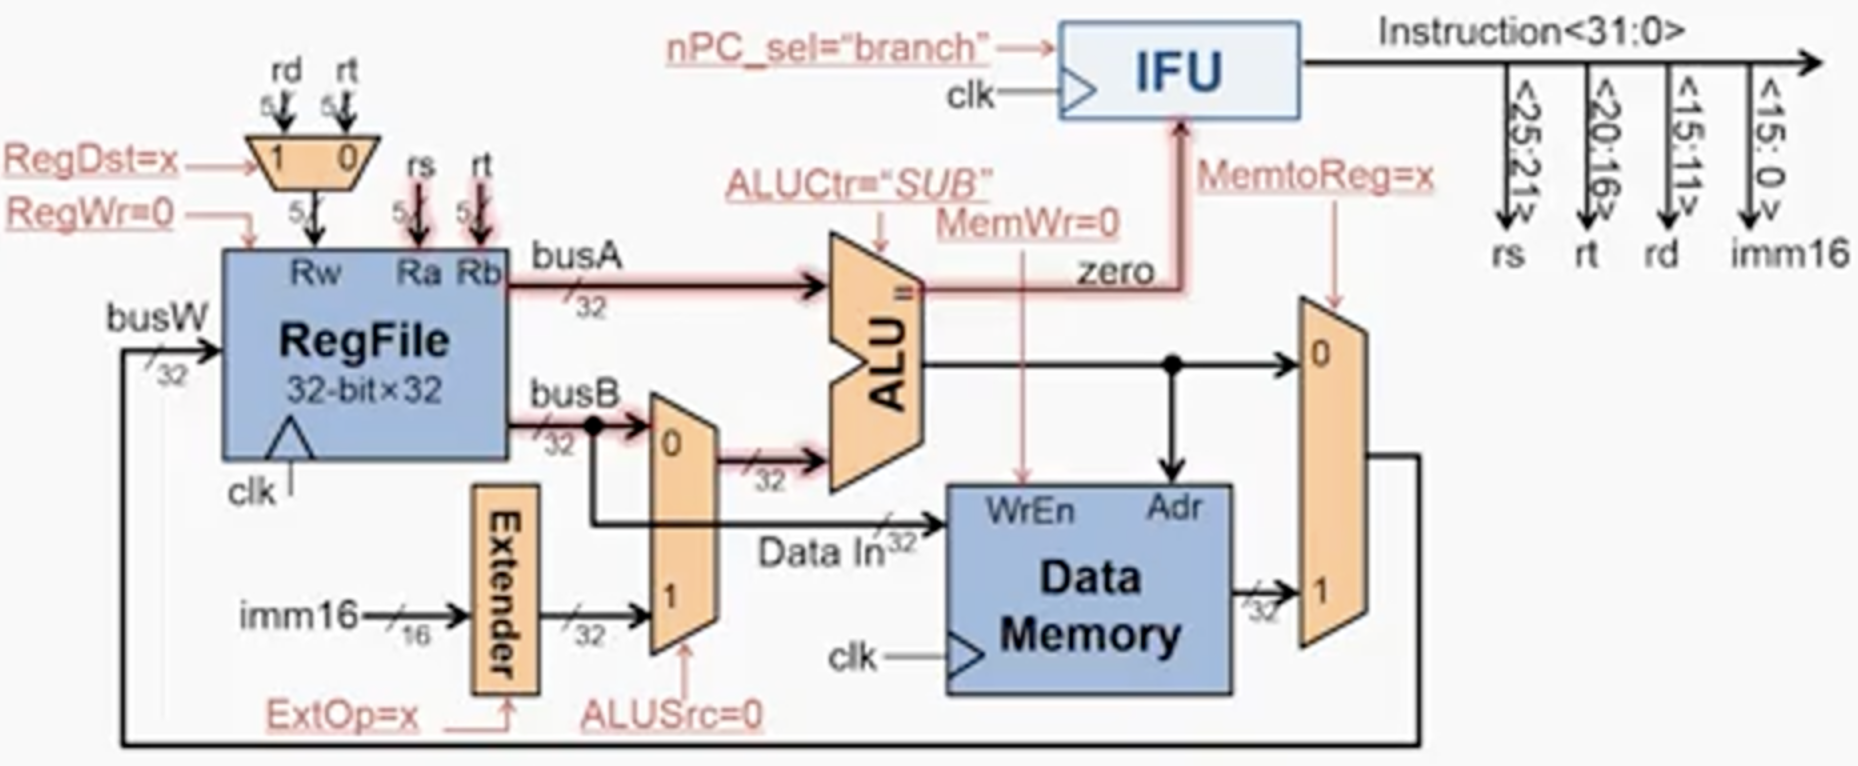 nPC_sel="branch"
clk
IFU
Instruction<31:0>
<25:21>
<20:16>
<15:11>
<15: 0 >
rs
rt
rd
imm16
rd
rt
5
5
1
0
RegDst=x
RegWr=0
5
rs
rt
5
5
Rw
Ra
Rb
RegFile
32-bit×32
clk
busW
32
busA
32
busB
32
ALUCtr="SUB"
MemWr=0
MemtoReg=x
zero
=
ALU
0
1
32
Data In
32
imm16
16
Extender
32
ExtOp=x
ALUSrc=0
WrEn
Adr
Data
Memory
clk
32
0
1